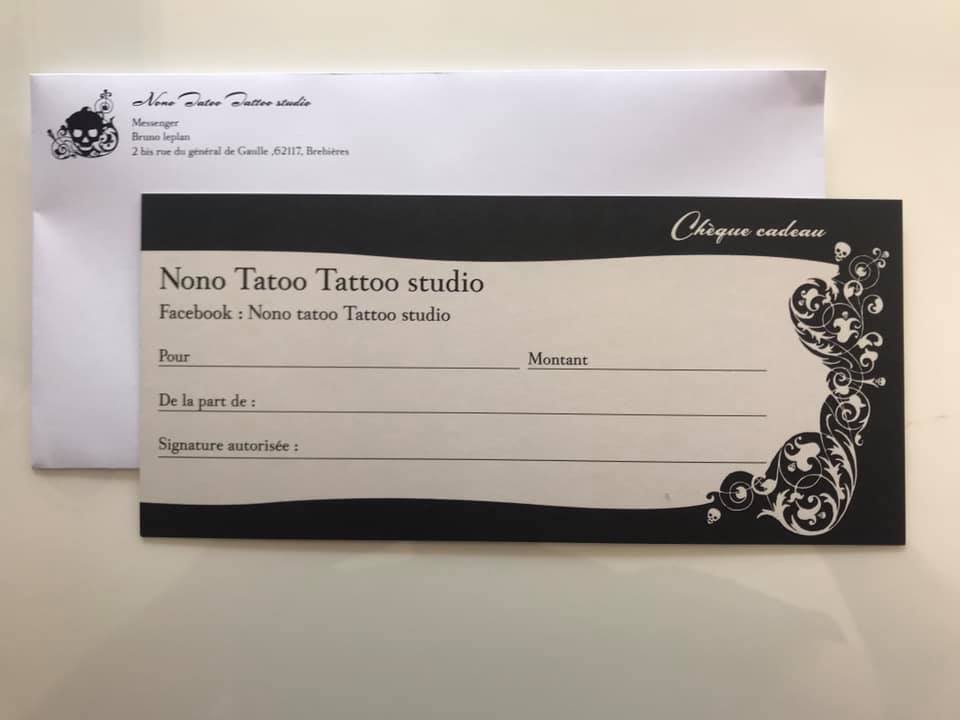 Nono Tatoo Tattoo studio
Messenger
Bruno leplan
2 bis rue du général de Gaulle ,62117, Brebières
Chèque cadeau
Nono Tatoo Tattoo studio
Facebook : Nono tatoo Tattoo studio
Pour Montant
De la part de :
Signature autorisée :